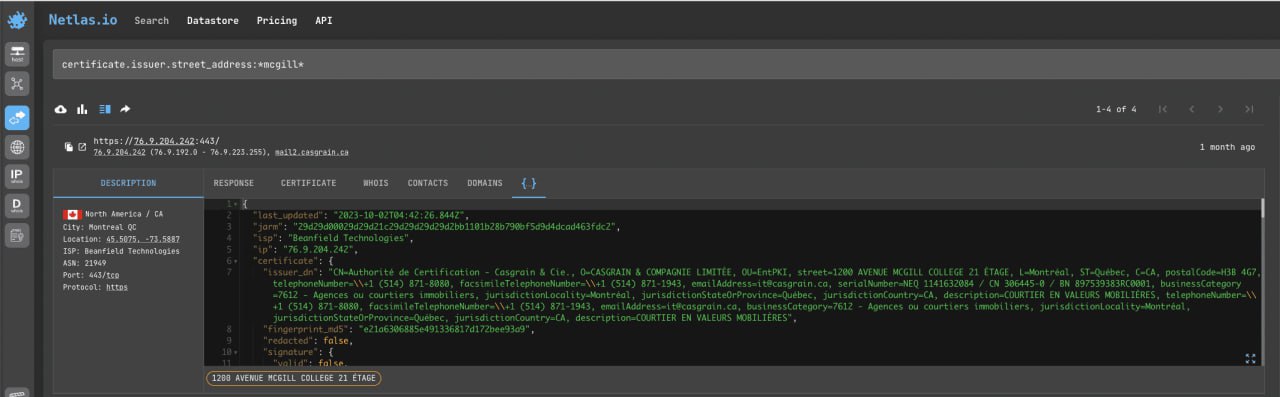 Netlas.io Search Datastore Pricing API
host
certificate.issuer.street_address:*mcgill*
1-4 of 4
https://76.9.204.242:443/
76.9.204.242 (76.9.192.0 - 76.9.223.255), mail2.casgrain.ca
1 month ago
IP
whois
D
whois
DESCRIPTION RESPONSE CERTIFICATE WHOIS CONTACTS DOMAINS {..}
North America / CA
City: Montreal QC
Location: 45.5075, -73.5887
ISP: Beanfield Technologies
ASN: 21949
Port: 443/tcp
Protocol: https
1 {
2 "last_updated": "2023-10-02T04:42:26.844Z",
3 "jarm": "29d29d00029d29d21c29d29d29d29d2bb1101b28b790bf5d9d4dcad463fdc2",
4 "isp": "Beanfield Technologies",
5 "ip": "76.9.204.242",
6 "certificate": {
7 "issuer_dn": "CN=Authorité de Certification - Casgrain & Cie., O=CASGRAIN & COMPAGNIE LIMITÉE, OU=EntPKI, street=1200 AVENUE MCGILL COLLEGE 21 ÉTAGE, L=Montréal, ST=Québec, C=CA, postalCode=H3B 4G7,
telephoneNumber=\\+1 (514) 871-8080, facsimileTelephoneNumber=\\+1 (514) 871-1943, emailAddress=it@casgrain.ca, serialNumber=NEQ 1141632084 / CN 306445-0 / BN 897539383RC0001, businessCategory
=7612 - Agences ou courtiers immobiliers, jurisdictionLocality=Montréal, jurisdictionStateOrProvince=Québec, jurisdictionCountry=CA, description=COURTIER EN VALEURS MOBILIÈRES, telephoneNumber=\\
+1 (514) 871-8080, facsimileTelephoneNumber=\\+1 (514) 871-1943, emailAddress=it@casgrain.ca, businessCategory=7612 - Agences ou courtiers immobiliers, jurisdictionLocality=Montréal,
jurisdictionStateOrProvince=Québec, jurisdictionCountry=CA, description=COURTIER EN VALEURS MOBILIÈRES",
8 "fingerprint_md5": "e21a6306885e491336817d172bee93a9",
9 "redacted": false,
10 "signature": {
11 "valid": false,
1200 AVENUE MCGILL COLLEGE 21 ÉTAGE